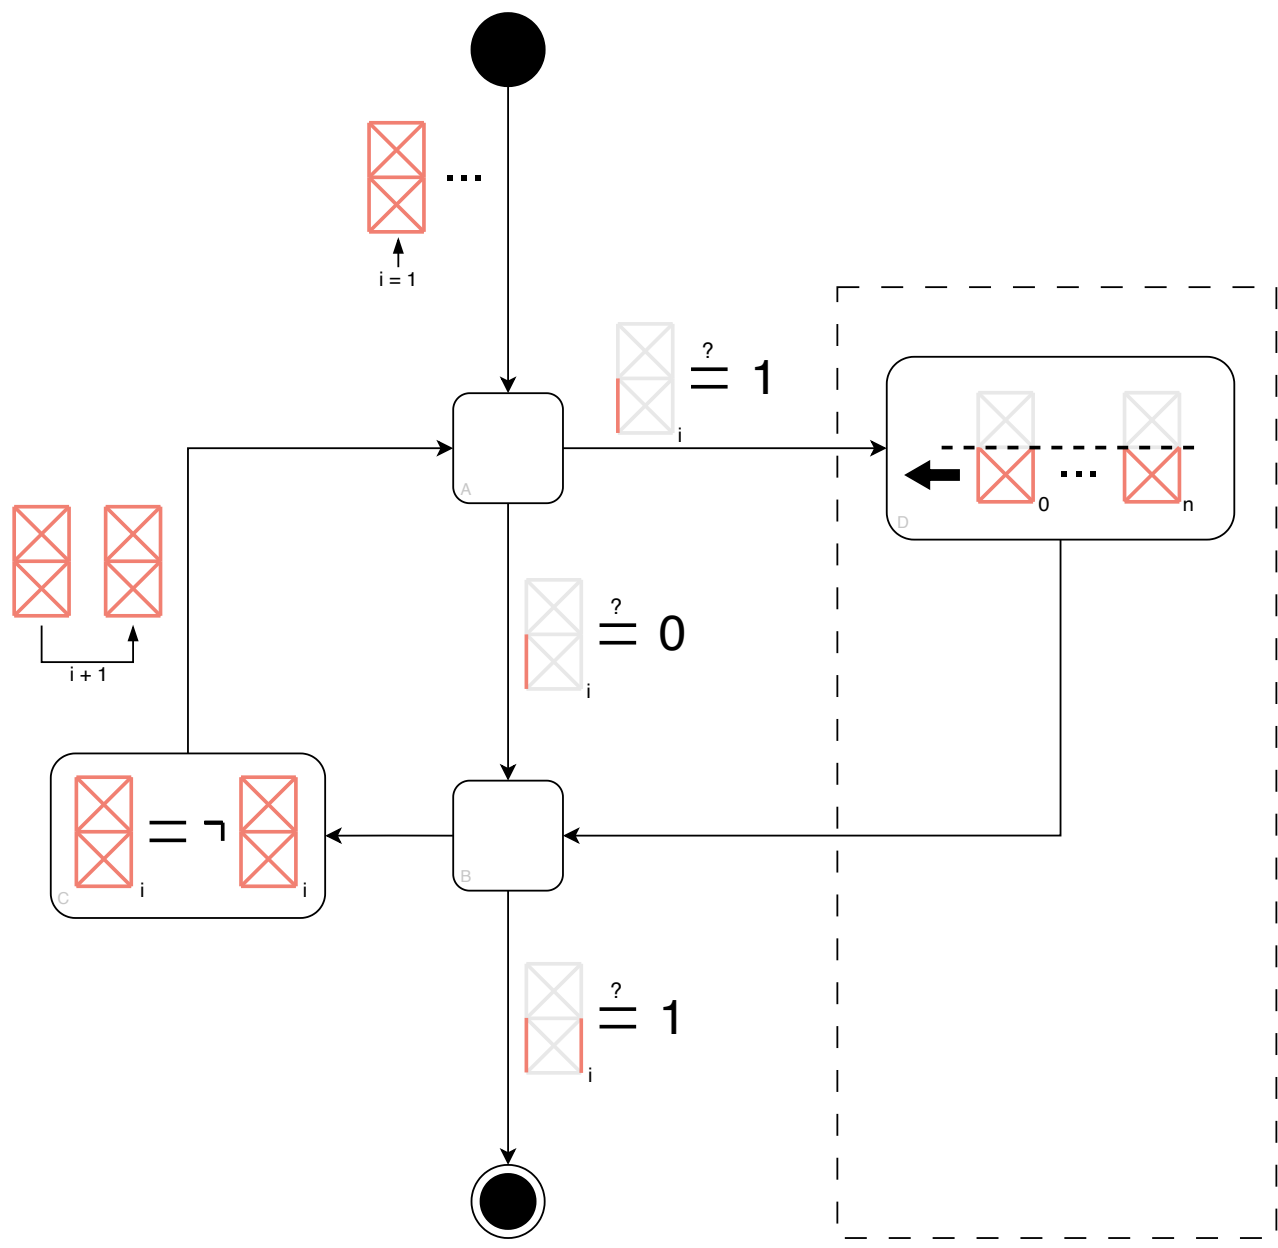 ...
i = 1
? = 1
i
A
... 
0
n
D
? = 0
i
i + 1
= ¬
i
i
C
B
? = 1
i